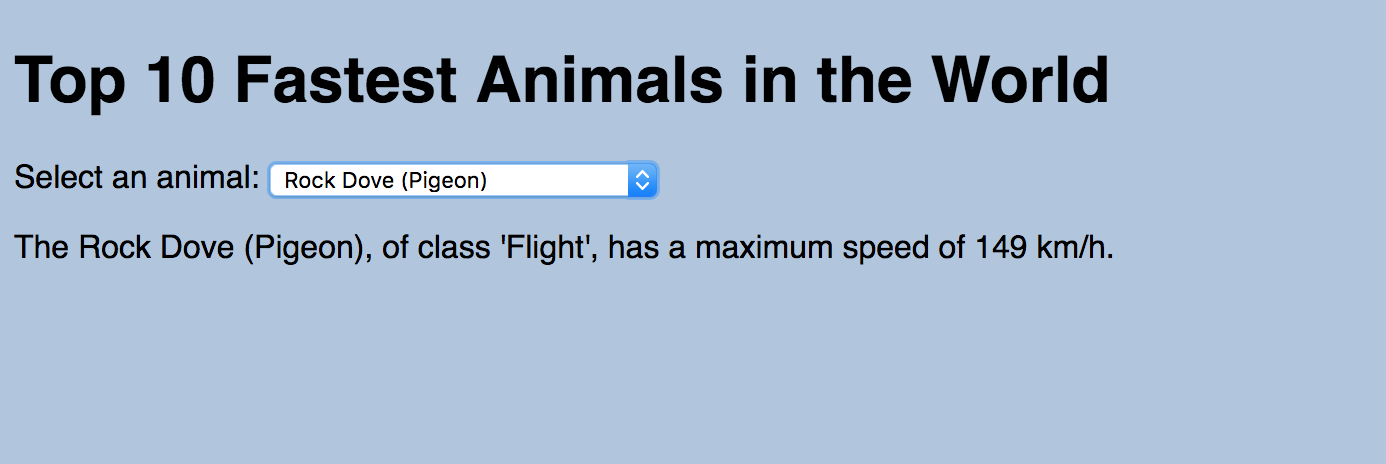 Top 10 Fastest Animals in the World
Select an animal: Rock Dove (Pigeon)
The Rock Dove (Pigeon), of class 'Flight', has a maximum speed of 149 km/h.